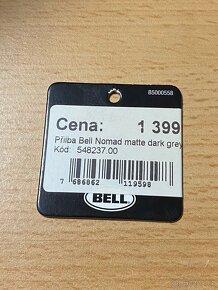 85000558
Cena: 1 399
Přilba Bell Nomad matte dark grey
Kód: 548237.00
7 686862 119598
BELL